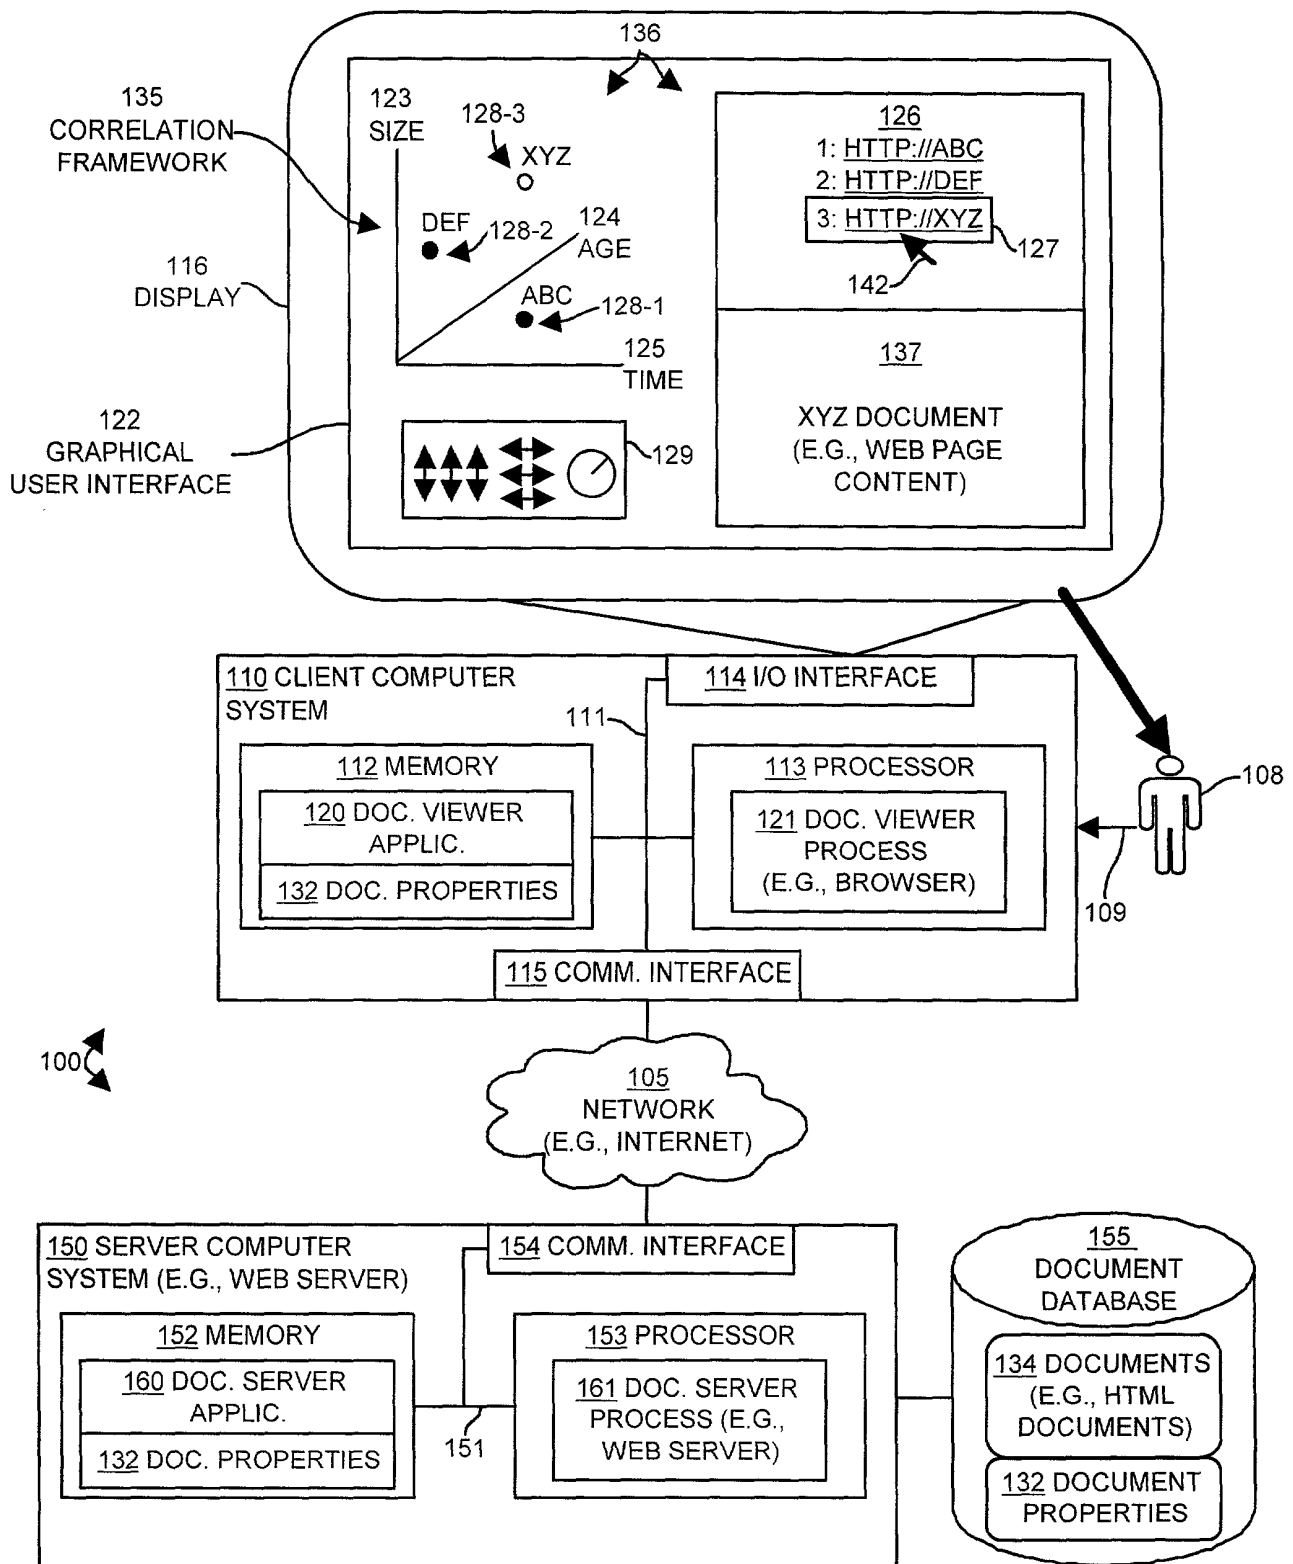 136
135
CORRELATION
FRAMEWORK
123
SIZE
128-3
XYZ
DEF
128-2
124
AGE
ABC
128-1
125
TIME
126
1: HTTP://ABC
2: HTTP://DEF
3: HTTP://XYZ
127
142
116
DISPLAY
137
XYZ DOCUMENT
(E.G., WEB PAGE
CONTENT)
122
GRAPHICAL
USER INTERFACE
129
110 CLIENT COMPUTER
SYSTEM
114 I/O INTERFACE
111
112 MEMORY
120 DOC. VIEWER
APPLIC.
132 DOC. PROPERTIES
113 PROCESSOR
121 DOC. VIEWER
PROCESS
(E.G., BROWSER)
108
109
115 COMM. INTERFACE
100
105
NETWORK
(E.G., INTERNET)
150 SERVER COMPUTER
SYSTEM (E.G., WEB SERVER)
154 COMM. INTERFACE
152 MEMORY
160 DOC. SERVER
APPLIC.
132 DOC. PROPERTIES
151
153 PROCESSOR
161 DOC. SERVER
PROCESS (E.G.,
WEB SERVER)
155
DOCUMENT
DATABASE
134 DOCUMENTS
(E.G., HTML
DOCUMENTS)
132 DOCUMENT
PROPERTIES